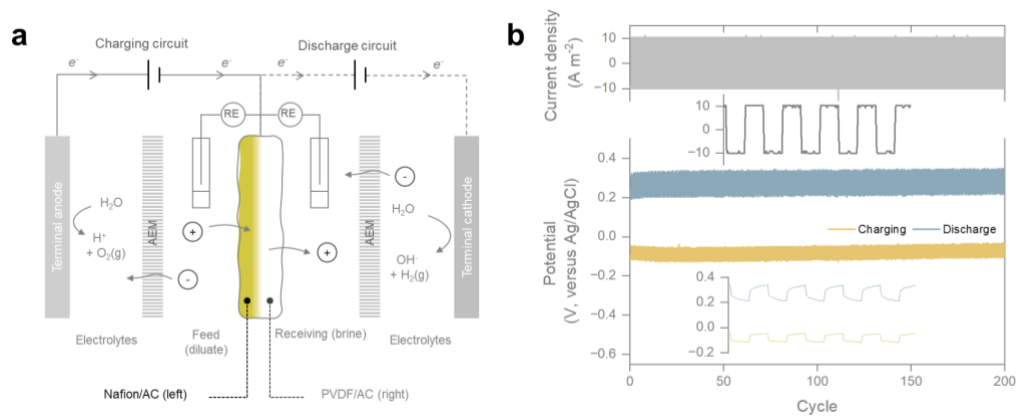 a
Charging circuit
Discharge circuit
e-
e-
e-
e-
RE
RE
Terminal anode
H2O
H+
+ O2(g)
AEM
-
+
+
-
AEM
H2O
OH-
+ H2(g)
Terminal cathode
Electrolytes
Feed
(diluate)
Receiving (brine)
Electrolytes
Nafion/AC (left)
PVDF/AC (right)
b
Current density
(A m-2)
10
0
−10
10
0
−10
Potential
(V, versus Ag/AgCl)
0.4
0.2
0.0
−0.2
−0.4
−0.6
Charging
Discharge
0.4
0.0
−0.2
0
50
100
150
200
Cycle